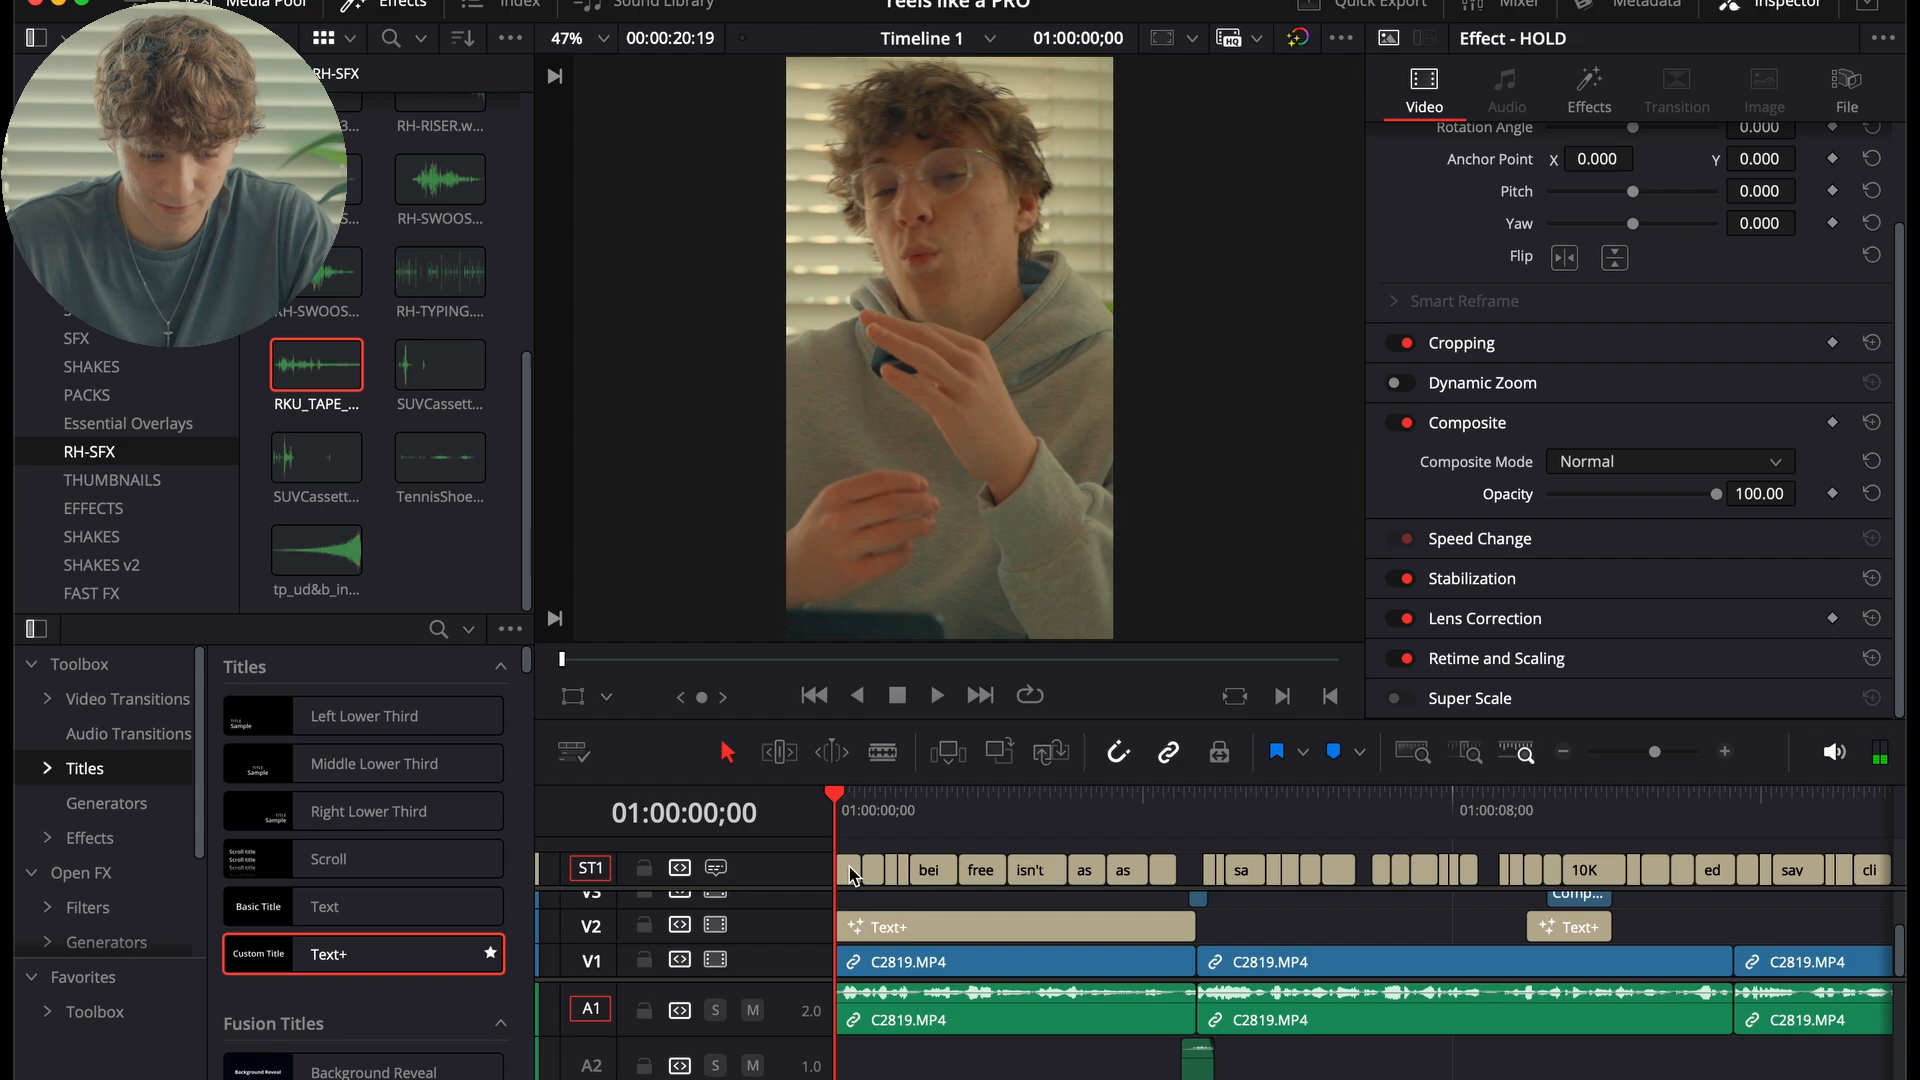 Media Pool
Effects
Index
Sound Library
reels like a PRO
Quick Export
Mixer
Metadata
Inspector
47%
00:00:20:19
Timeline 1
01:00:00;00
HQ
Effect - HOLD
RH-SFX
Video
Audio
Effects
Transition
Image
File
RH-RISER.w...
RH-SWOOS...
RH-SWOOS...
RH-TYPING....
RKU_TAPE_...
SUVCassett...
SUVCassett...
TennisShoe...
tp_ud&b_in...
SFX
SHAKES
PACKS
Essential Overlays
RH-SFX
THUMBNAILS
EFFECTS
SHAKES
SHAKES v2
FAST FX
Rotation Angle 0.000
Anchor Point X 0.000 Y 0.000
Pitch 0.000
Yaw 0.000
Flip
Smart Reframe
Cropping
Dynamic Zoom
Composite
Composite Mode Normal
Opacity 100.00
Speed Change
Stabilization
Lens Correction
Retime and Scaling
Super Scale
Toolbox
Video Transitions
Audio Transitions
Titles
Generators
Effects
Open FX
Filters
Generators
Favorites
Toolbox
Titles
Left Lower Third
Middle Lower Third
Right Lower Third
Scroll
Basic Title Text
Custom Title Text+
Fusion Titles
Background Reveal Background Reveal
01:00:00;00
01:00:00;00
01:00:08;00
ST1 bei free isn't as as sa 10K ed sav cli
V3 Comp...
V2 Text+ Text+
V1 C2819.MP4 C2819.MP4 C2819.MP4
A1 S M 2.0 C2819.MP4 C2819.MP4 C2819.MP4
A2 S M 1.0